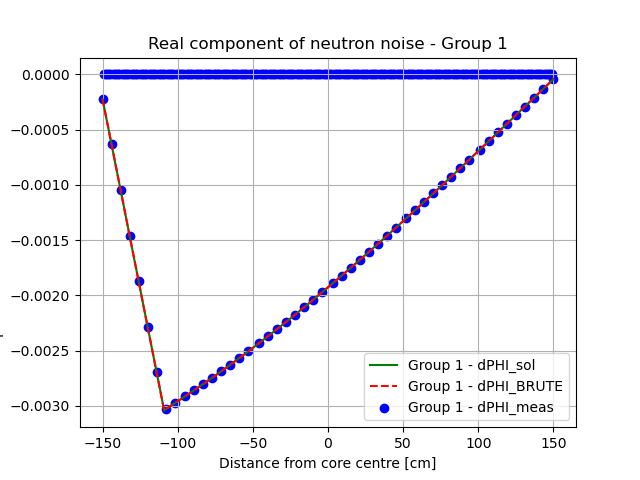 Real component of neutron noise - Group 1
0.0000
−0.0005
−0.0010
−0.0015
−0.0020
−0.0025
−0.0030
Group 1 - dPHI_sol
Group 1 - dPHI_BRUTE
Group 1 - dPHI_meas
−150 −100 −50 0 50 100 150
Distance from core centre [cm]